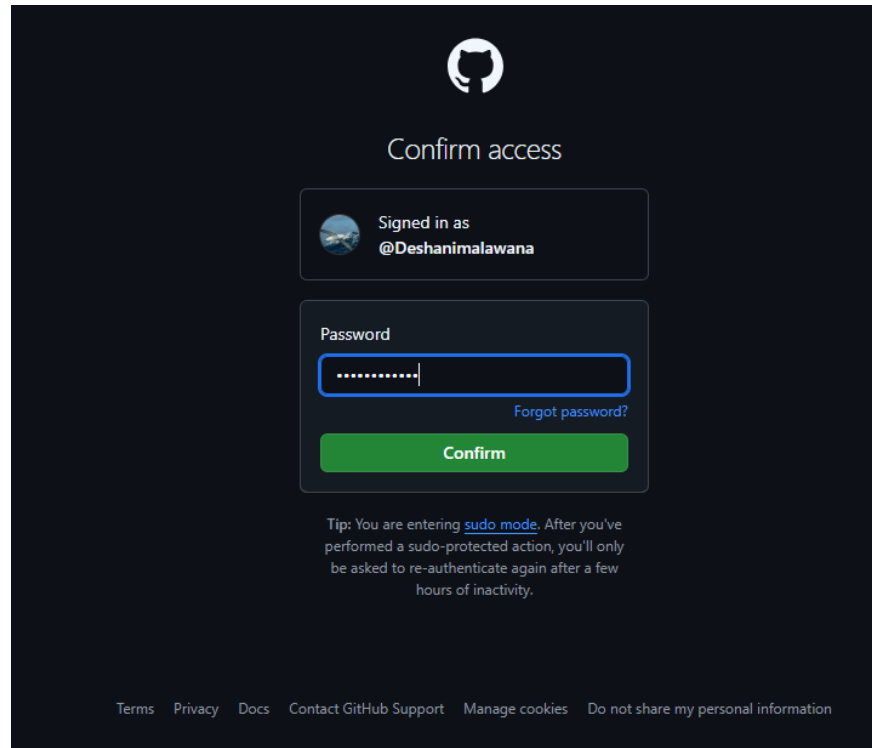 Confirm access
Signed in as
@Deshanimalawana
Password
••••••••••••
Forgot password?
Confirm
Tip: You are entering sudo mode. After you've
performed a sudo-protected action, you'll only
be asked to re-authenticate again after a few
hours of inactivity.
Terms Privacy Docs Contact GitHub Support Manage cookies Do not share my personal information